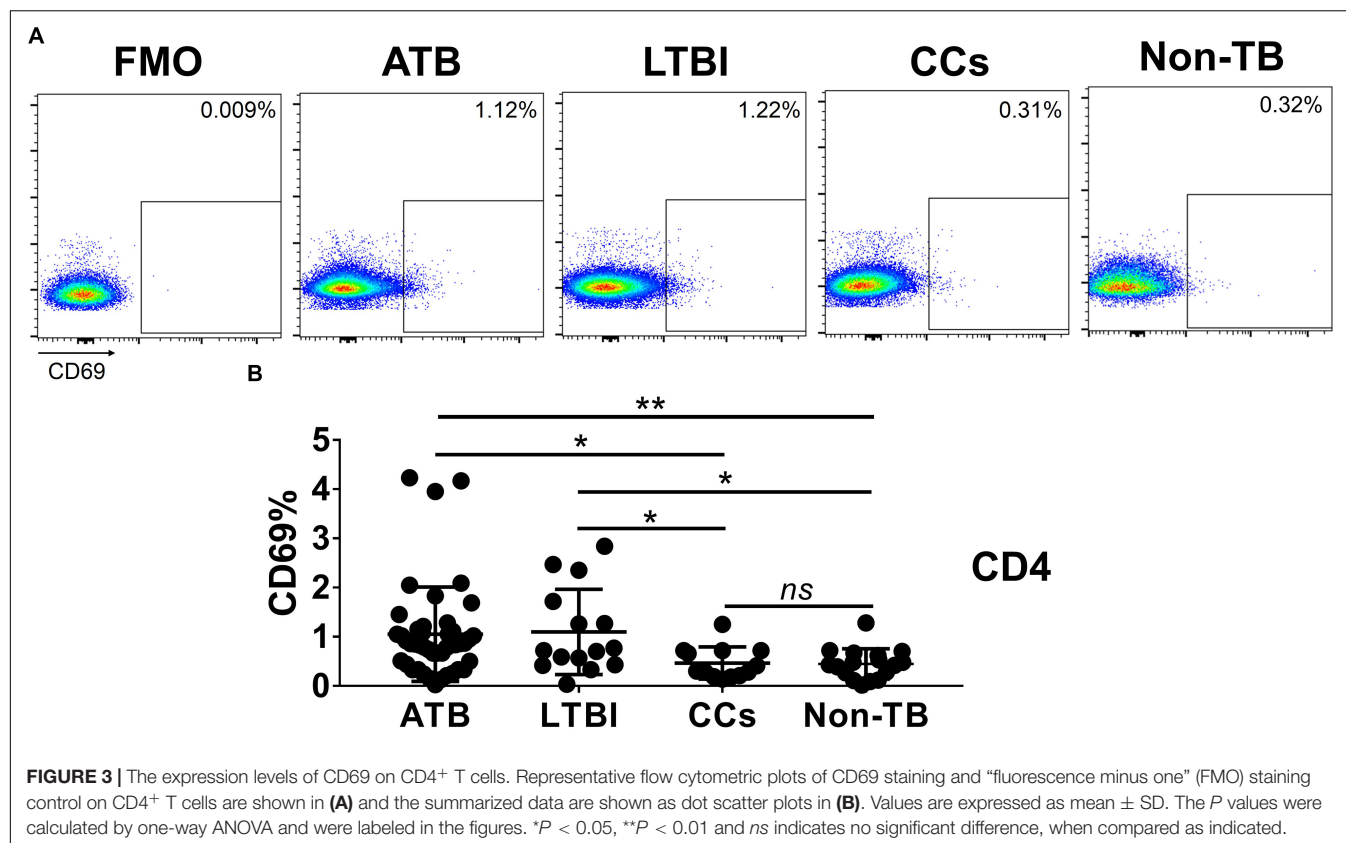 A
FMO ATB LTBI CCs Non-TB
0.009% 1.12% 1.22% 0.31% 0.32%
CD69
B
**
*
*
*
ns
5
4
3
2
1
0
CD69%
CD4
ATB LTBI CCs Non-TB
FIGURE 3 | The expression levels of CD69 on CD4+ T cells. Representative flow cytometric plots of CD69 staining and “fluorescence minus one” (FMO) staining
control on CD4+ T cells are shown in (A) and the summarized data are shown as dot scatter plots in (B). Values are expressed as mean ± SD. The P values were
calculated by one-way ANOVA and were labeled in the figures. *P < 0.05, **P < 0.01 and ns indicates no significant difference, when compared as indicated.